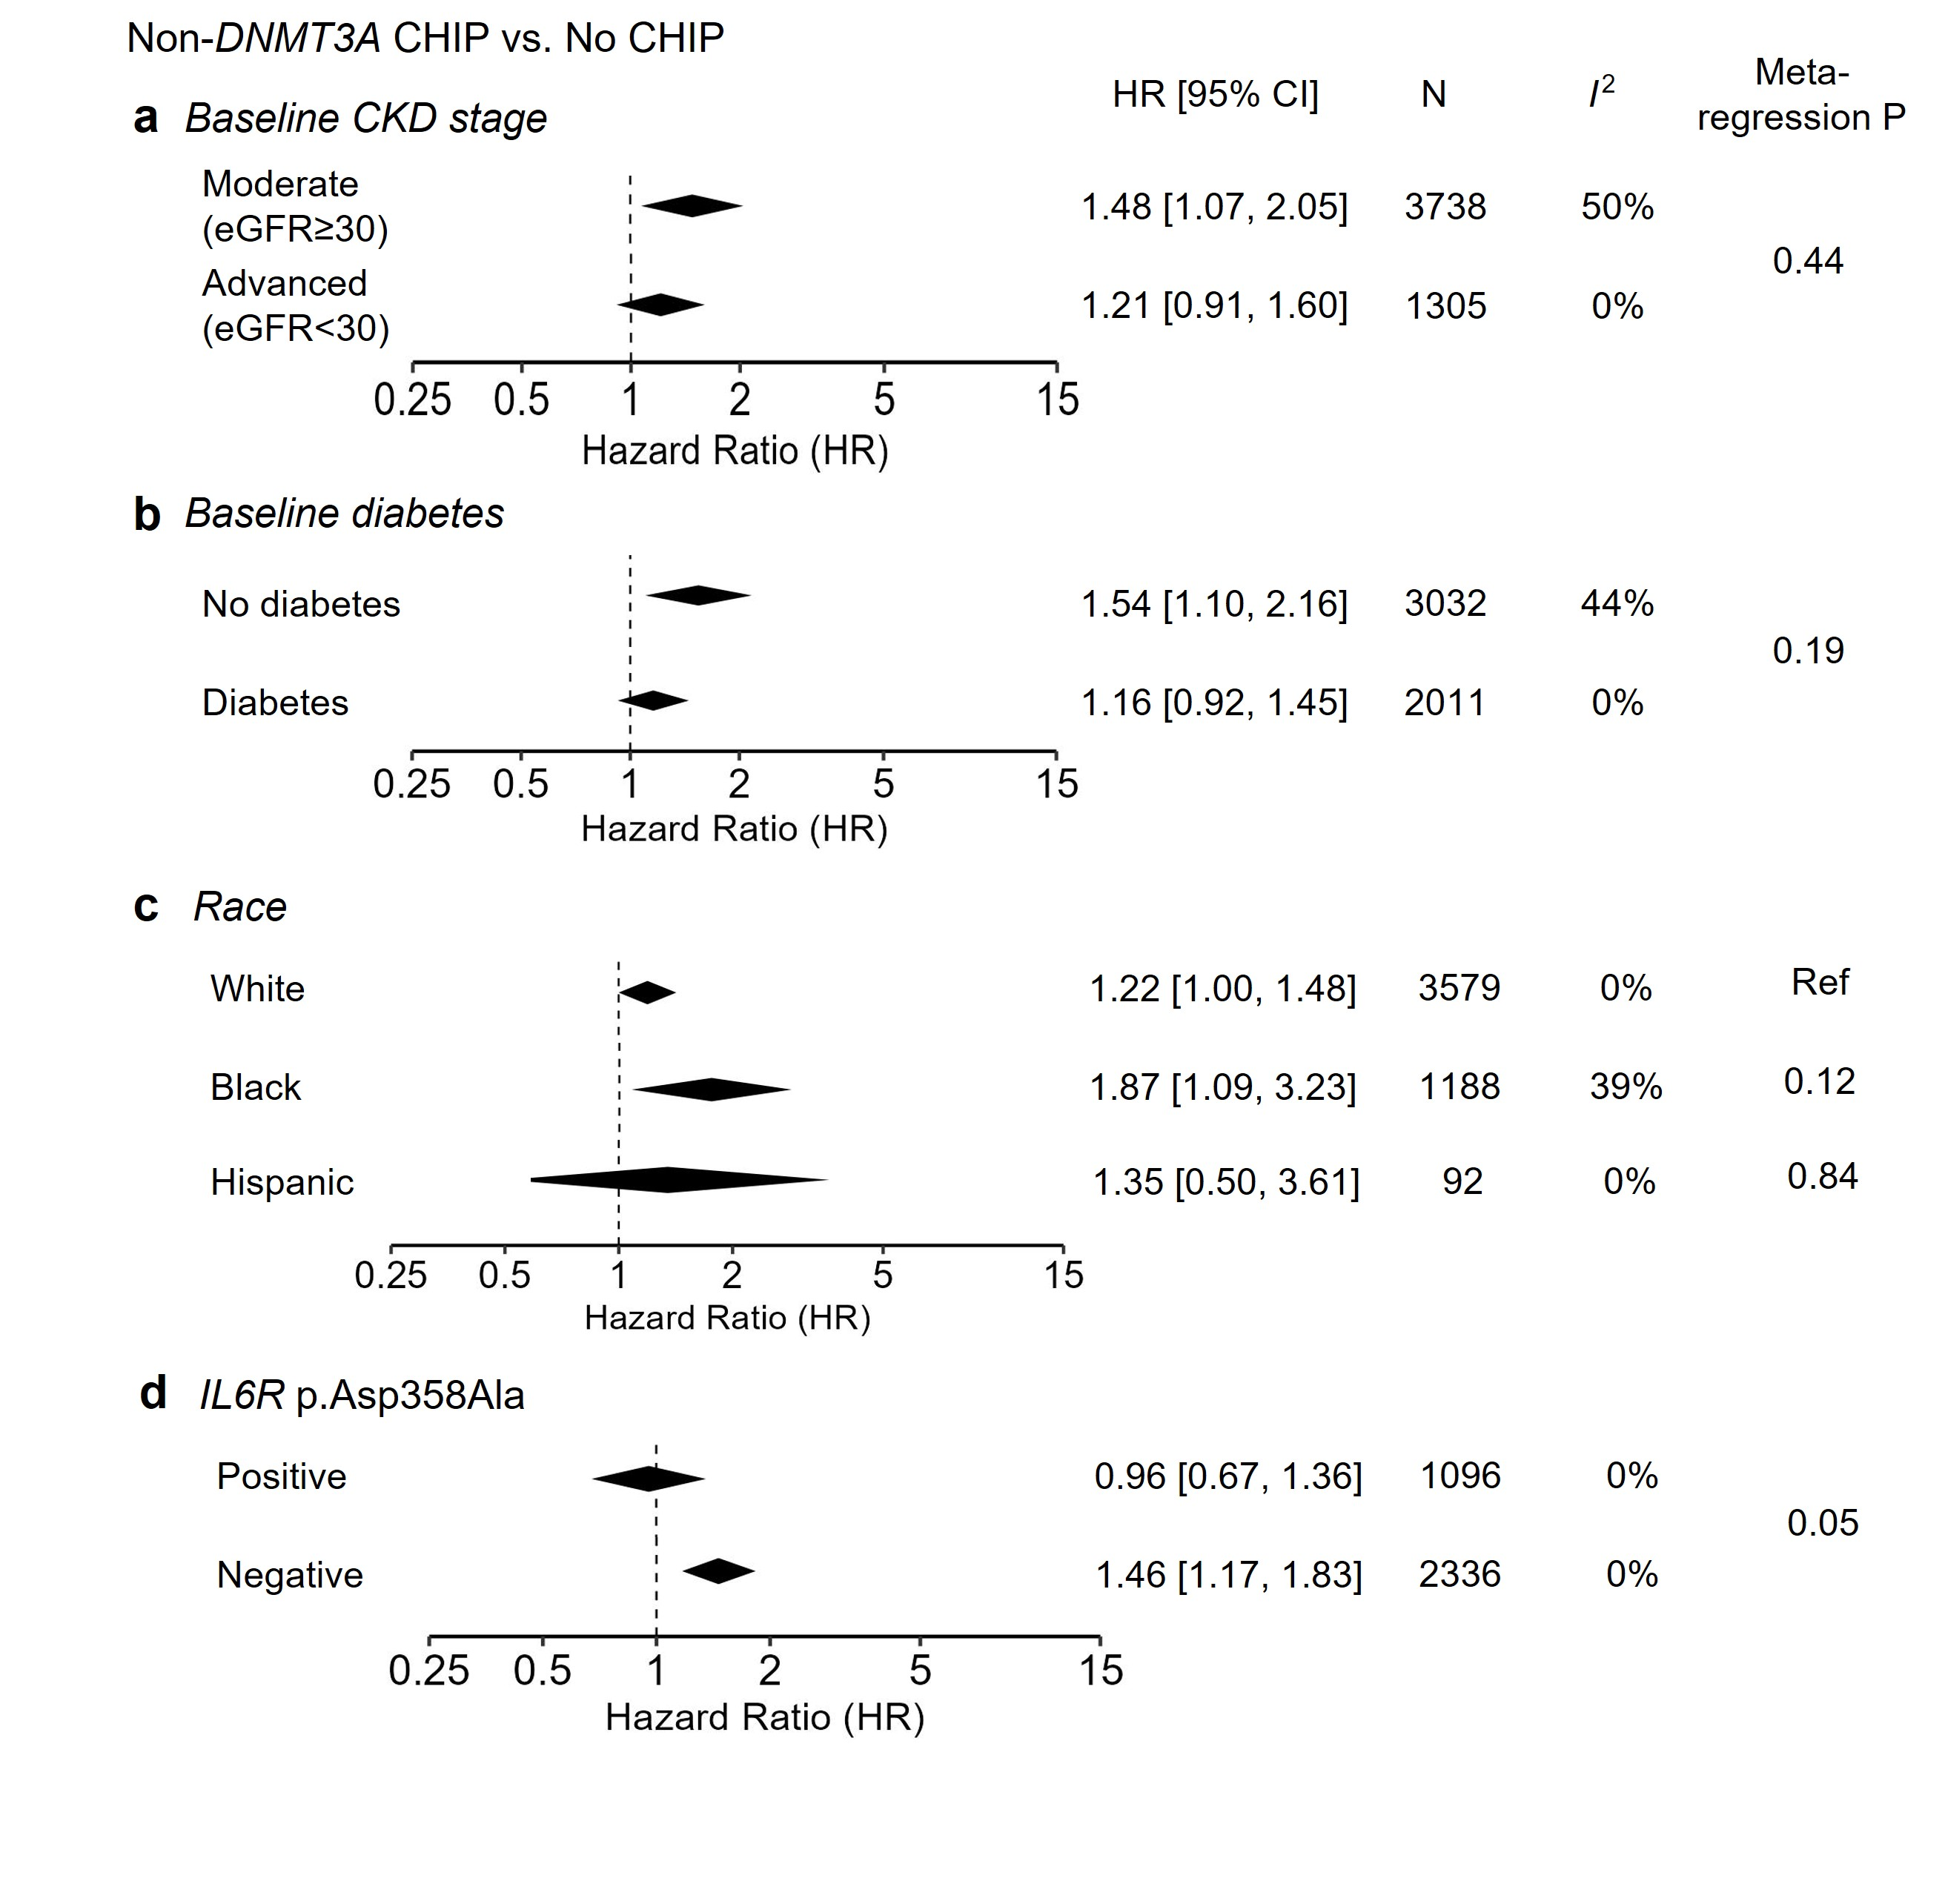 Non-DNMT3A CHIP vs. No CHIP
HR [95% CI] N I² Meta-
regression P
a Baseline CKD stage
Moderate
(eGFR≥30) 1.48 [1.07, 2.05] 3738 50%
0.44
Advanced
(eGFR<30) 1.21 [0.91, 1.60] 1305 0%
0.25 0.5 1 2 5 15
Hazard Ratio (HR)
b Baseline diabetes
No diabetes 1.54 [1.10, 2.16] 3032 44%
0.19
Diabetes 1.16 [0.92, 1.45] 2011 0%
0.25 0.5 1 2 5 15
Hazard Ratio (HR)
c Race
White 1.22 [1.00, 1.48] 3579 0% Ref
Black 1.87 [1.09, 3.23] 1188 39% 0.12
Hispanic 1.35 [0.50, 3.61] 92 0% 0.84
0.25 0.5 1 2 5 15
Hazard Ratio (HR)
d IL6R p.Asp358Ala
Positive 0.96 [0.67, 1.36] 1096 0%
0.05
Negative 1.46 [1.17, 1.83] 2336 0%
0.25 0.5 1 2 5 15
Hazard Ratio (HR)